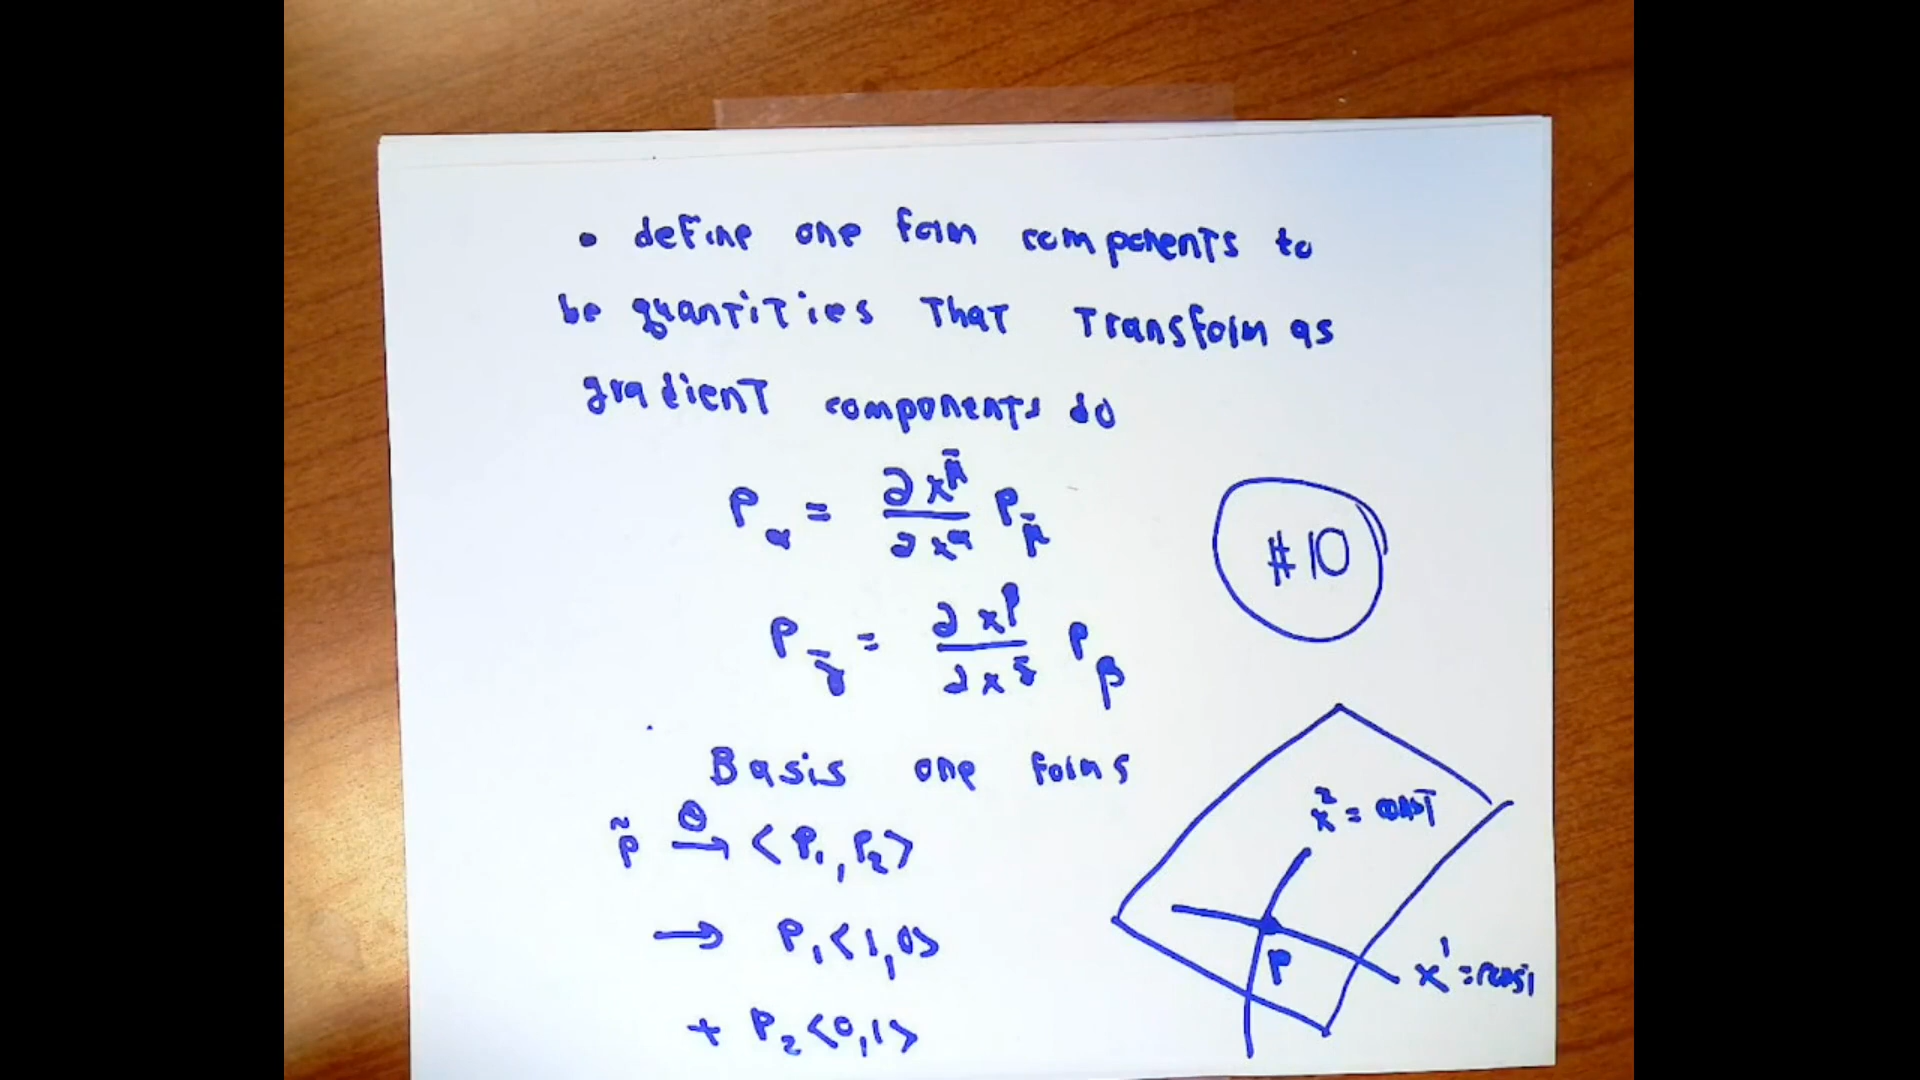 • define one form components to
be quantities that transform as
gradient components do
P_α = ∂x^μ̄ / ∂x^α P_μ̄
#10
P_γ̄ = ∂x^β / ∂x^γ̄ P_β
Basis one forms
p̃ →^O <P₁, P₂>
x² = const
→ P₁<1,0>
P
x¹ = const
+ P₂<0,1>